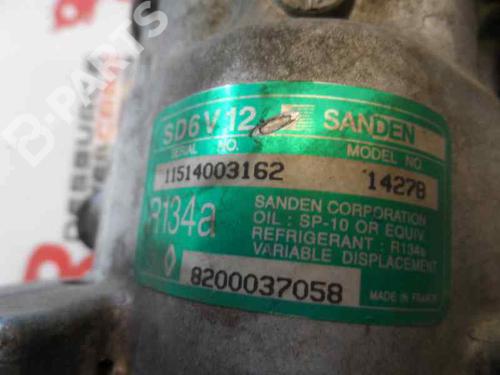 SD6V12 SANDEN
SERIAL NO. MODEL NO.
11514003162 1427B
R134a
SANDEN CORPORATION
OIL : SP-10 OR EQUIV.
REFRIGERANT : R134a
VARIABLE DISPLACEMENT
8200037058
MADE IN FRANCE
B-PARTS